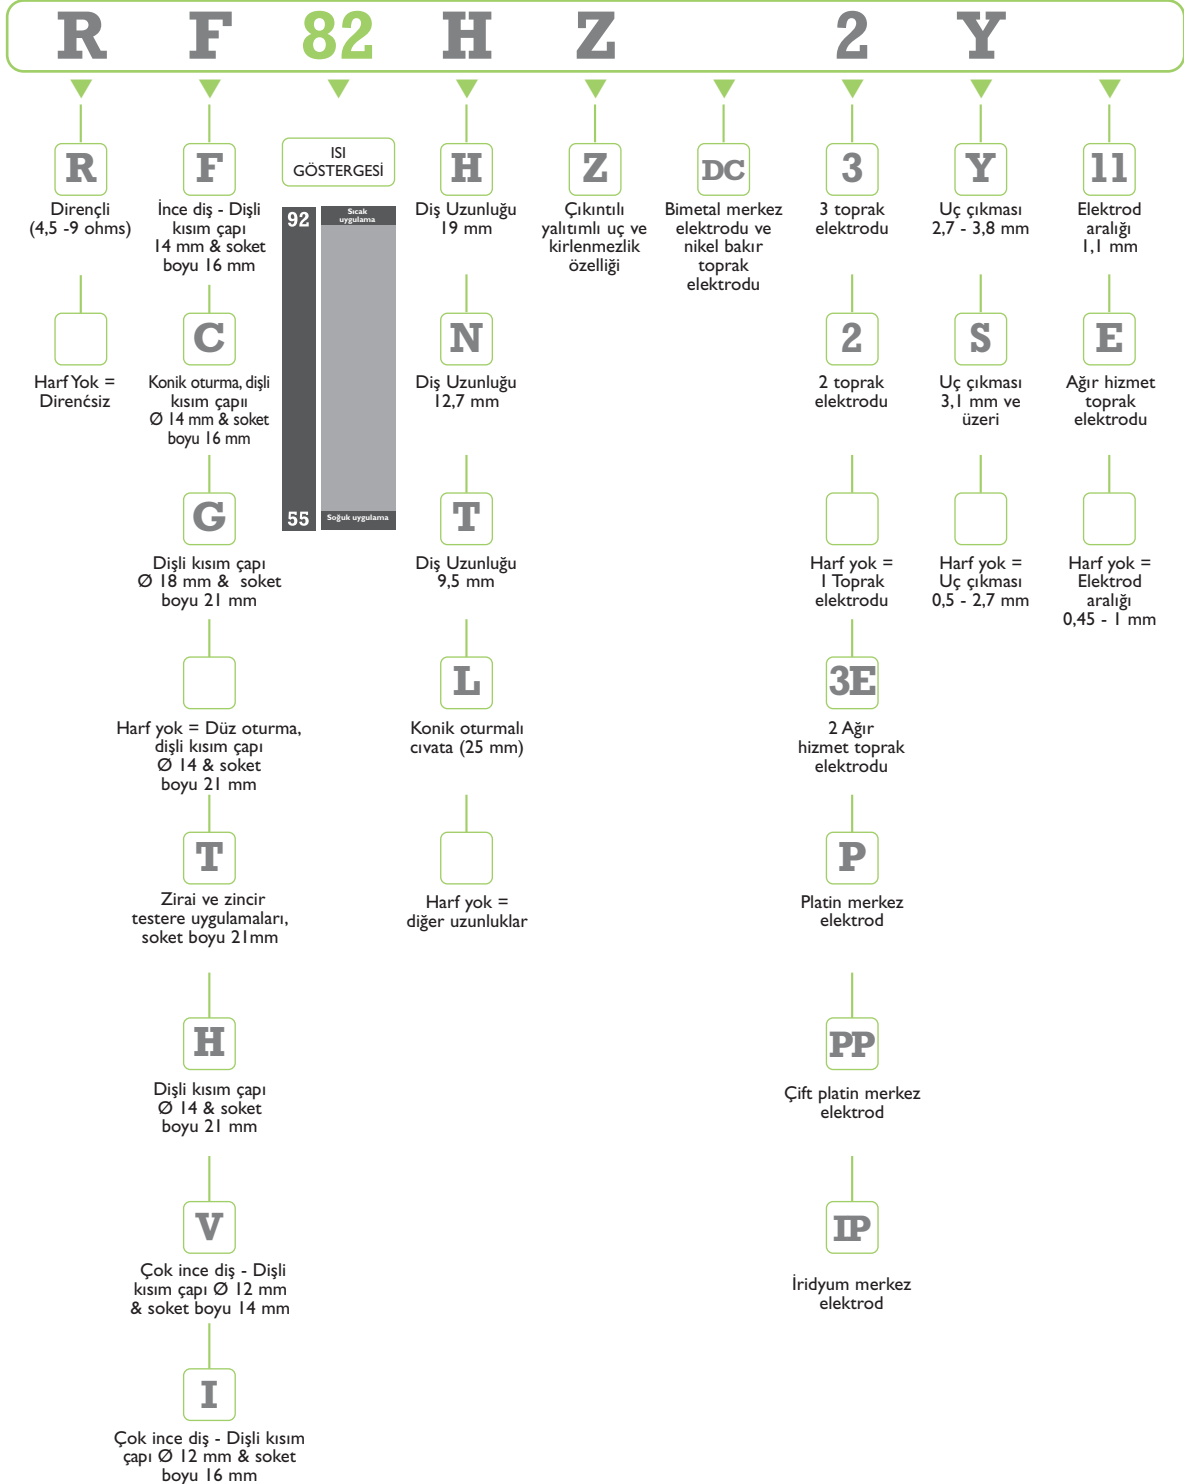 R F 82 H Z 2 Y
R
Dirençli
(4,5 -9 ohms)
Harf Yok =
Direnćsiz
F
İnce diş - Dişli
kısım çapı
14 mm & soket
boyu 16 mm
C
Konik oturma, dişli
kısım çapıı
Ø 14 mm & soket
boyu 16 mm
G
Dişli kısım çapı
Ø 18 mm & soket
boyu 21 mm
Harf yok = Düz oturma,
dişli kısım çapı
Ø 14 & soket
boyu 21 mm
T
Zirai ve zincir
testere uygulamaları,
soket boyu 21mm
H
Dişli kısım çapı
Ø 14 & soket
boyu 21 mm
V
Çok ince diş - Dişli
kısım çapı Ø 12 mm
& soket boyu 14 mm
I
Çok ince diş - Dişli kısım
çapı Ø 12 mm & soket
boyu 16 mm
ISI
GÖSTERGESİ
92
Sıcak
uygulama
55
Soğuk uygulama
H
Diş Uzunluğu
19 mm
N
Diş Uzunluğu
12,7 mm
T
Diş Uzunluğu
9,5 mm
L
Konik oturmalı
cıvata (25 mm)
Harf yok =
diğer uzunluklar
Z
Çıkıntılı
yalıtımlı uç ve
kirlenmezlik
özelliği
DC
Bimetal merkez
elektrodu ve
nikel bakır
toprak
elektrodu
3
3 toprak
elektrodu
2
2 toprak
elektrodu
Harf yok =
1 Toprak
elektrodu
3E
2 Ağır
hizmet toprak
elektrodu
P
Platin merkez
elektrod
PP
Çift platin merkez
elektrod
IP
İridyum merkez
elektrod
Y
Uç çıkması
2,7 - 3,8 mm
S
Uç çıkması
3,1 mm ve
üzeri
Harf yok =
Uç çıkması
0,5 - 2,7 mm
11
Elektrod
aralığı
1,1 mm
E
Ağır hizmet
toprak
elektrodu
Harf yok =
Elektrod
aralığı
0,45 - 1 mm